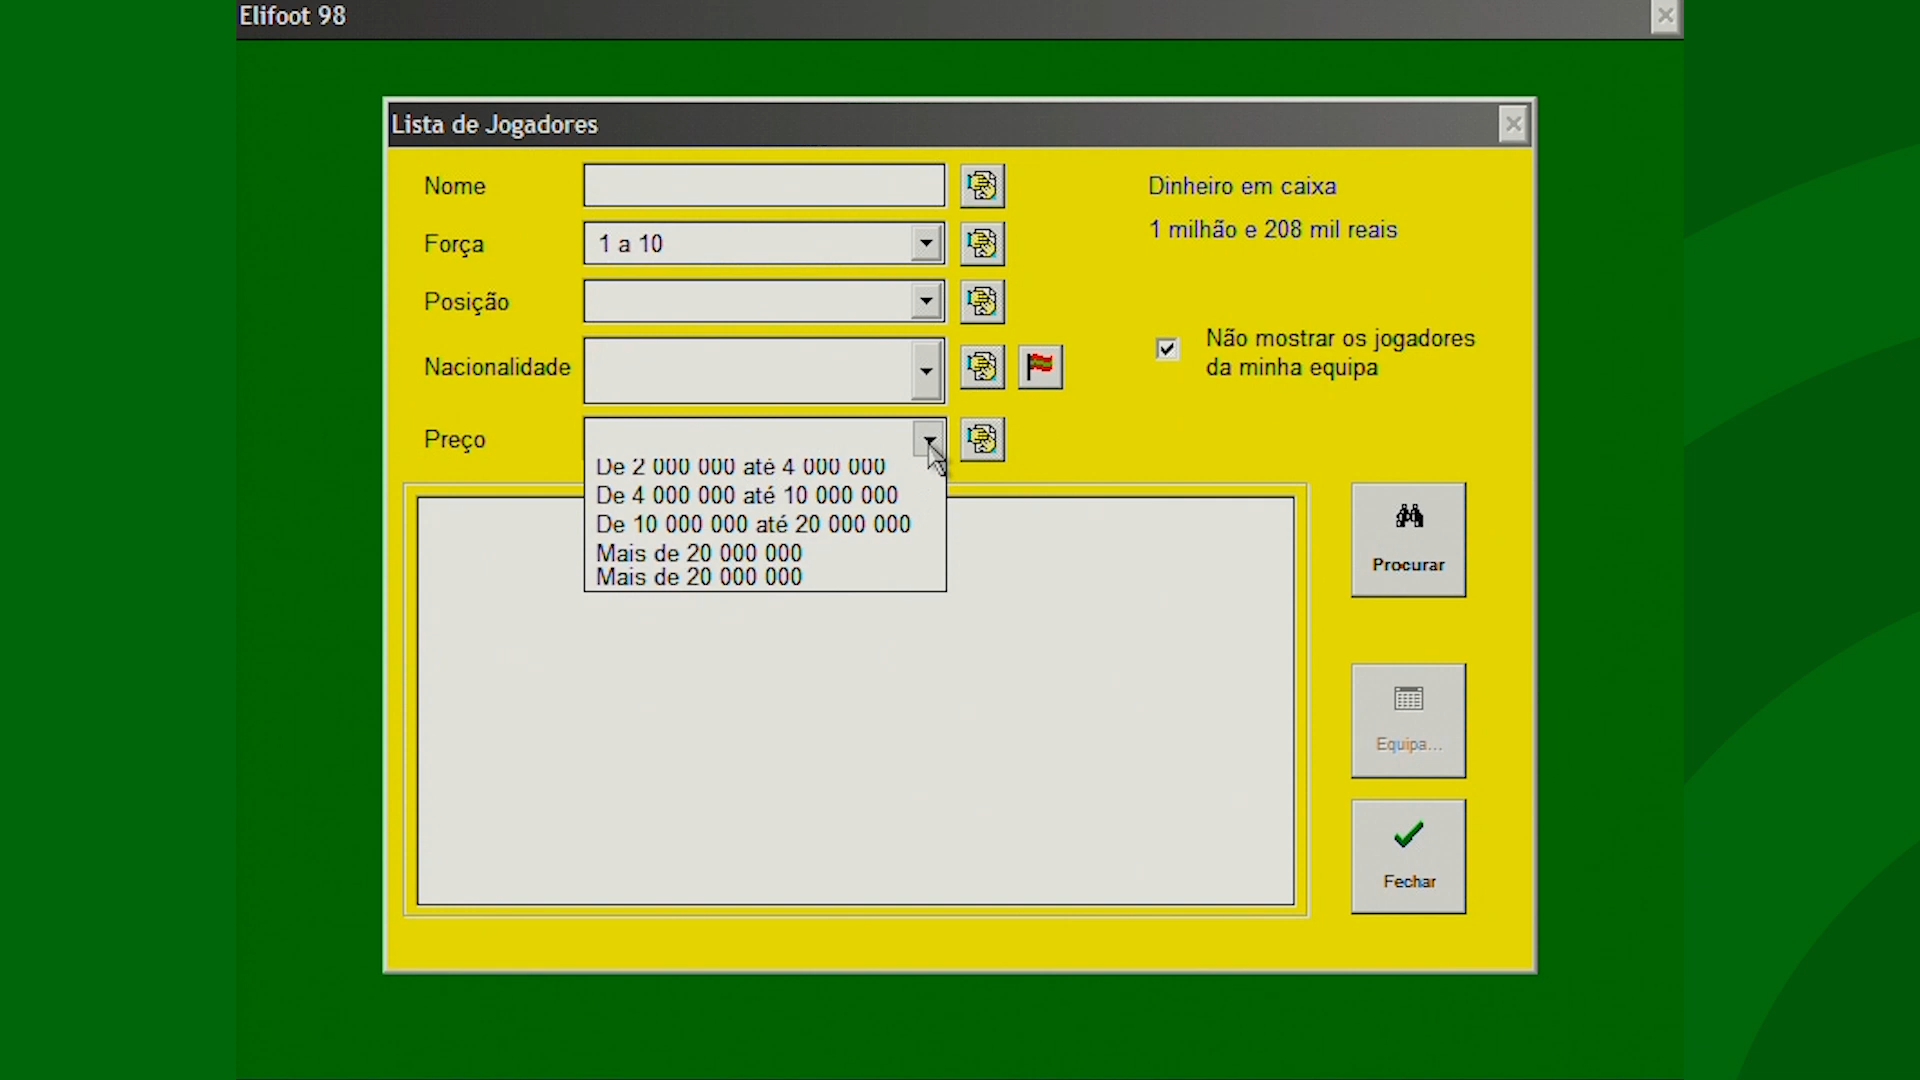 Elifoot 98
Lista de Jogadores
Nome
Dinheiro em caixa
1 milhão e 208 mil reais
Força
1 a 10
Posição
Nacionalidade
Não mostrar os jogadores
da minha equipa
Preço
De 2 000 000 até 4 000 000
De 4 000 000 até 10 000 000
De 10 000 000 até 20 000 000
Mais de 20 000 000
Mais de 20 000 000
Procurar
Equipa...
Fechar